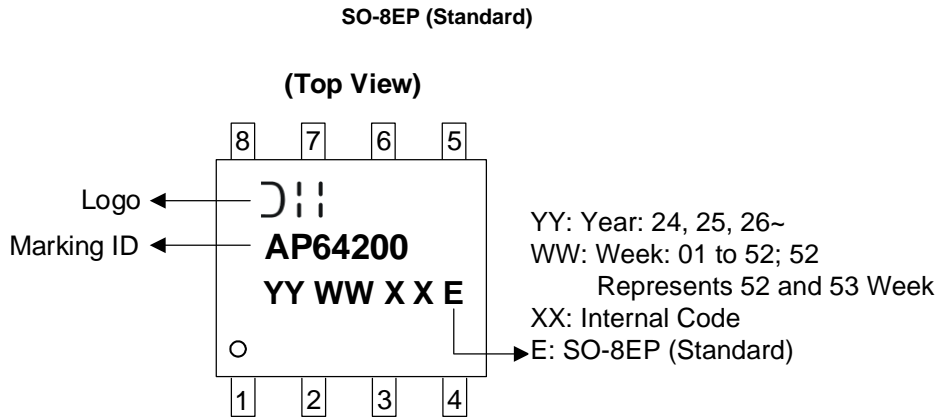 SO-8EP (Standard)
(Top View)
8 7 6 5
Logo
Marking ID
AP64200
YY WW X X E
YY: Year: 24, 25, 26~
WW: Week: 01 to 52; 52
Represents 52 and 53 Week
XX: Internal Code
E: SO-8EP (Standard)
1 2 3 4